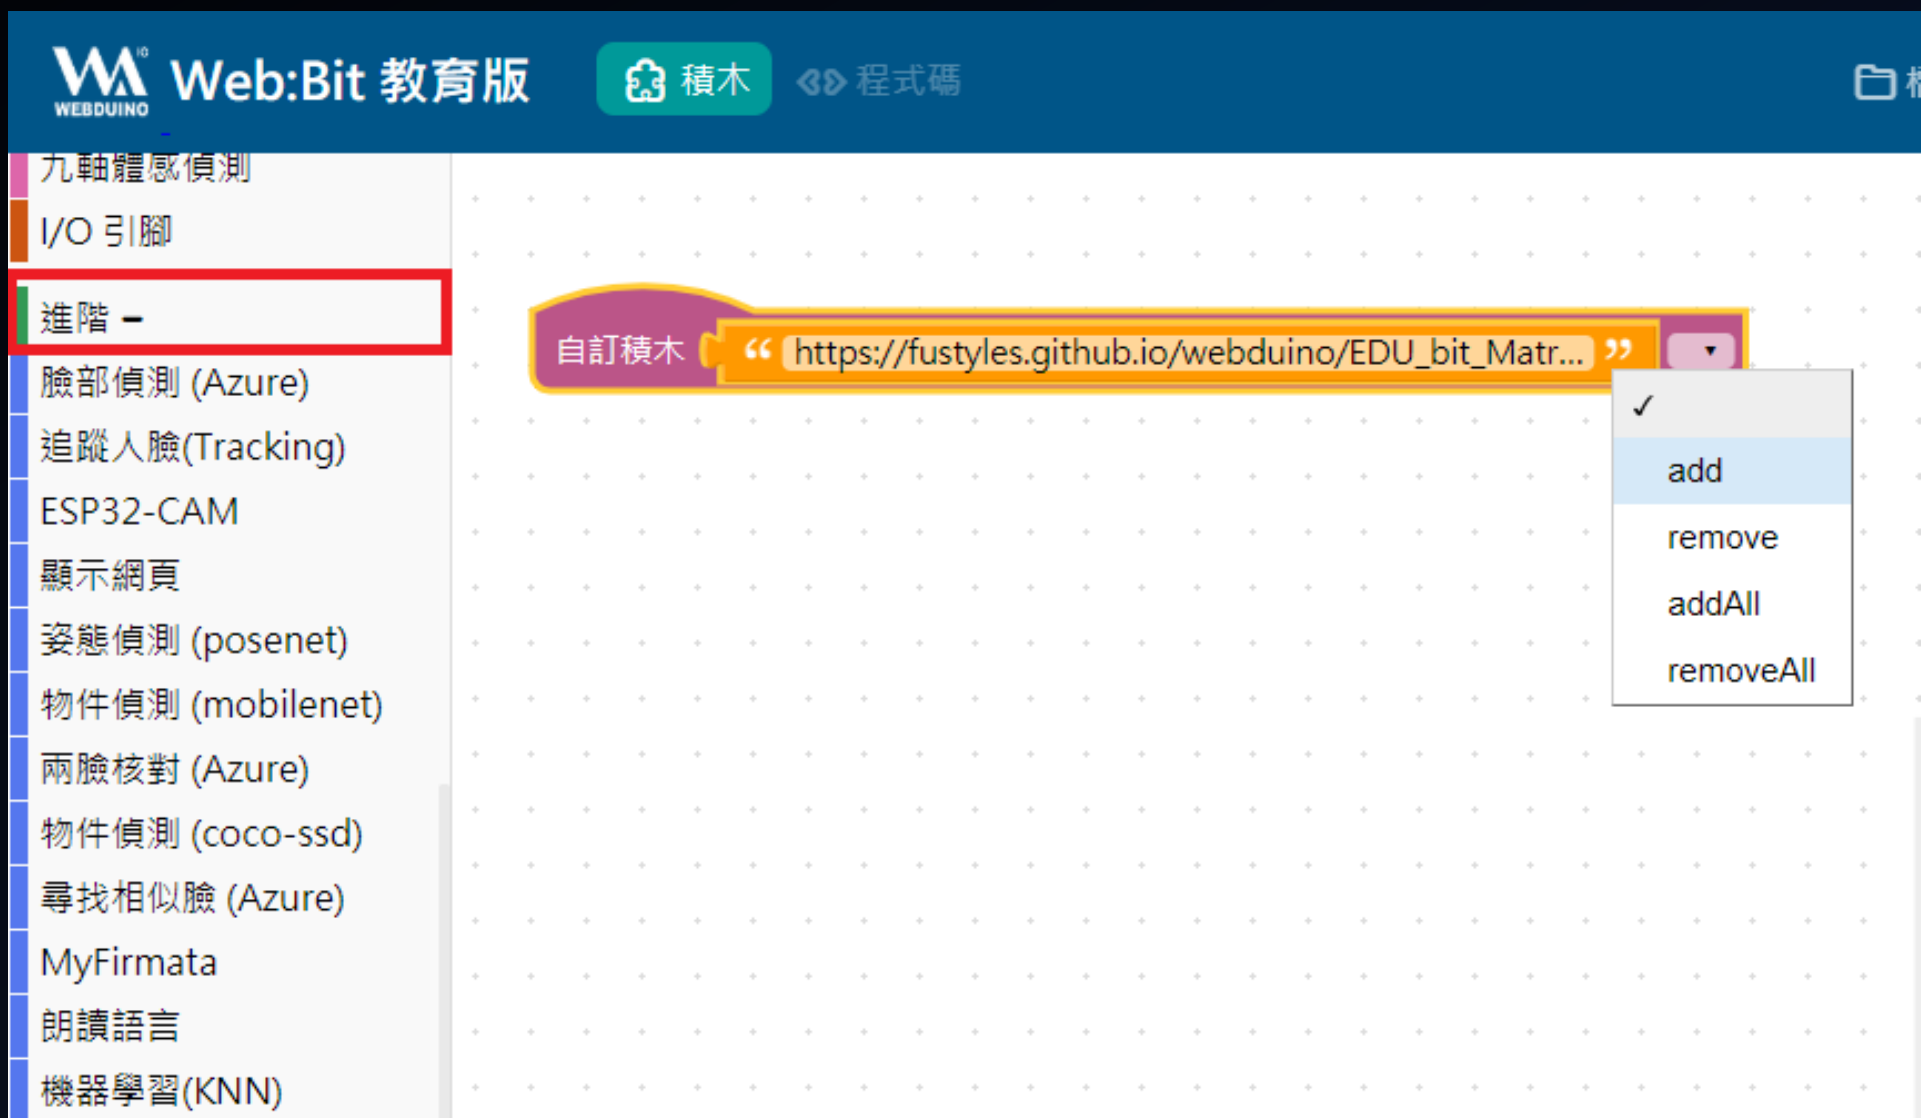 WEBDUINO
IO
Web:Bit 教育版
積木
程式碼
九軸體感偵測
I/O 引腳
進階 –
臉部偵測 (Azure)
追蹤人臉(Tracking)
ESP32-CAM
顯示網頁
姿態偵測 (posenet)
物件偵測 (mobilenet)
兩臉核對 (Azure)
物件偵測 (coco-ssd)
尋找相似臉 (Azure)
MyFirmata
朗讀語言
機器學習(KNN)
自訂積木 “ https://fustyles.github.io/webduino/EDU_bit_Matr... ”
✓
add
remove
addAll
removeAll